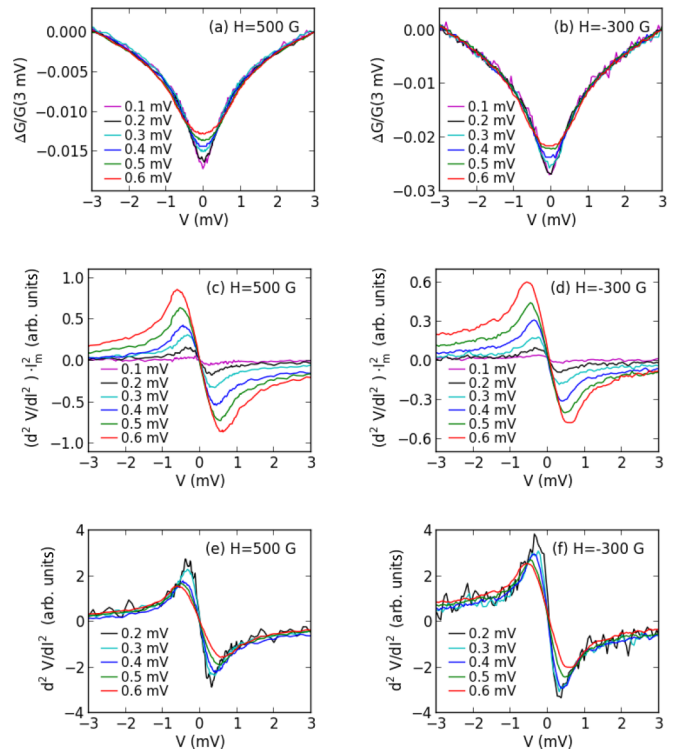 (a) H=500 G
0.000
−0.005
−0.010
−0.015
ΔG/G(3 mV)
0.1 mV
0.2 mV
0.3 mV
0.4 mV
0.5 mV
0.6 mV
−3 −2 −1 0 1 2 3
V (mV)
(b) H=-300 G
0.00
−0.01
−0.02
−0.03
ΔG/G(3 mV)
0.1 mV
0.2 mV
0.3 mV
0.4 mV
0.5 mV
0.6 mV
−3 −2 −1 0 1 2 3
V (mV)
(c) H=500 G
1.0
0.5
0.0
−0.5
−1.0
(d² V/dI² ) ·I²ₘ (arb. units)
0.1 mV
0.2 mV
0.3 mV
0.4 mV
0.5 mV
0.6 mV
−3 −2 −1 0 1 2 3
V (mV)
(d) H=-300 G
0.6
0.3
0.0
−0.3
−0.6
(d² V/dI² ) ·I²ₘ (arb. units)
0.1 mV
0.2 mV
0.3 mV
0.4 mV
0.5 mV
0.6 mV
−3 −2 −1 0 1 2 3
V (mV)
(e) H=500 G
4
2
0
−2
−4
d² V/dI² (arb. units)
0.2 mV
0.3 mV
0.4 mV
0.5 mV
0.6 mV
−3 −2 −1 0 1 2 3
V (mV)
(f) H=-300 G
4
2
0
−2
−4
d² V/dI² (arb. units)
0.2 mV
0.3 mV
0.4 mV
0.5 mV
0.6 mV
−3 −2 −1 0 1 2 3
V (mV)